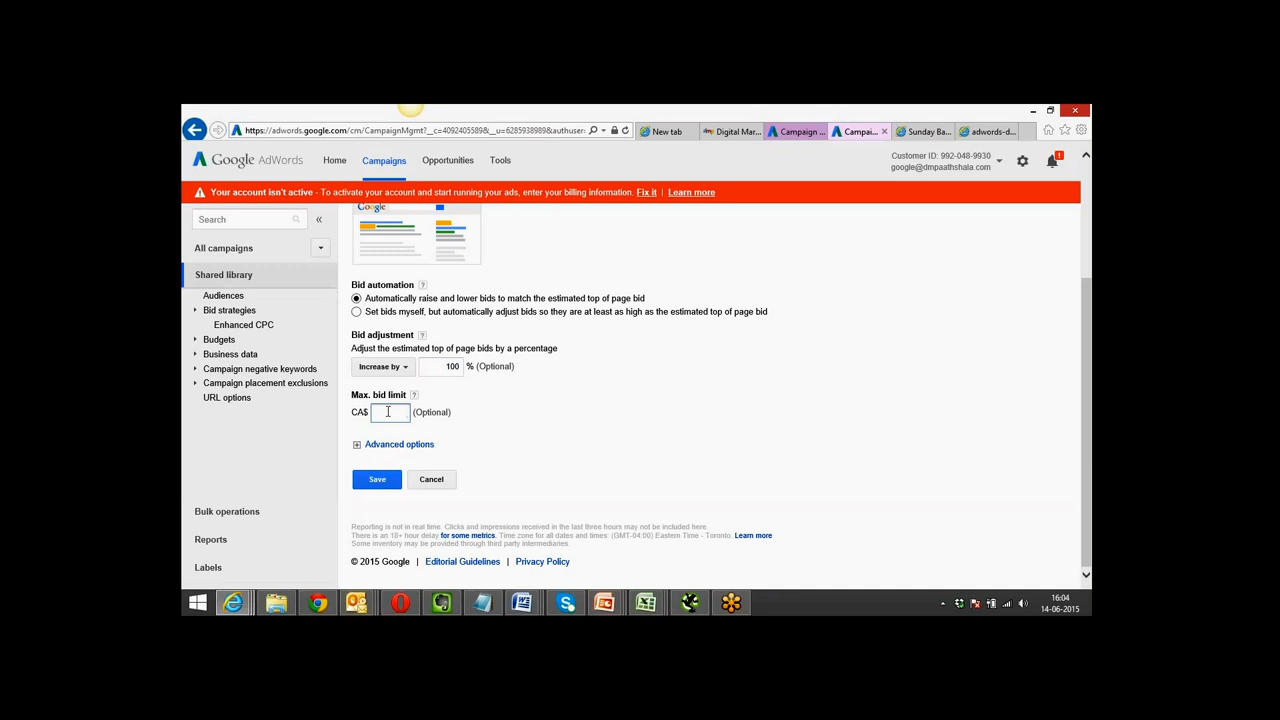 https://adwords.google.com/cm/CampaignMgmt?__c=4092405589&__u=6285938989&authuser:
New tab
Digital Mar...
Campaign ...
Campai...
Sunday Ba...
adwords-d...
Google AdWords
Home
Campaigns
Opportunities
Tools
Customer ID: 992-048-9930
google@dmpaathshala.com
!
Your account isn't active - To activate your account and start running your ads, enter your billing information. Fix it | Learn more
Search
«
All campaigns
Shared library
Audiences
Bid strategies
Enhanced CPC
Budgets
Business data
Campaign negative keywords
Campaign placement exclusions
URL options
Bulk operations
Reports
Labels
Google
Bid automation ?
Automatically raise and lower bids to match the estimated top of page bid
Set bids myself, but automatically adjust bids so they are at least as high as the estimated top of page bid
Bid adjustment ?
Adjust the estimated top of page bids by a percentage
Increase by 100 % (Optional)
Max. bid limit ?
CA$ (Optional)
Advanced options
Save
Cancel
Reporting is not in real time. Clicks and impressions received in the last three hours may not be included here.
There is an 18+ hour delay for some metrics. Time zone for all dates and times: (GMT-04:00) Eastern Time - Toronto. Learn more
Some inventory may be provided through third party intermediaries.
© 2015 Google | Editorial Guidelines | Privacy Policy
16:04
14-06-2015